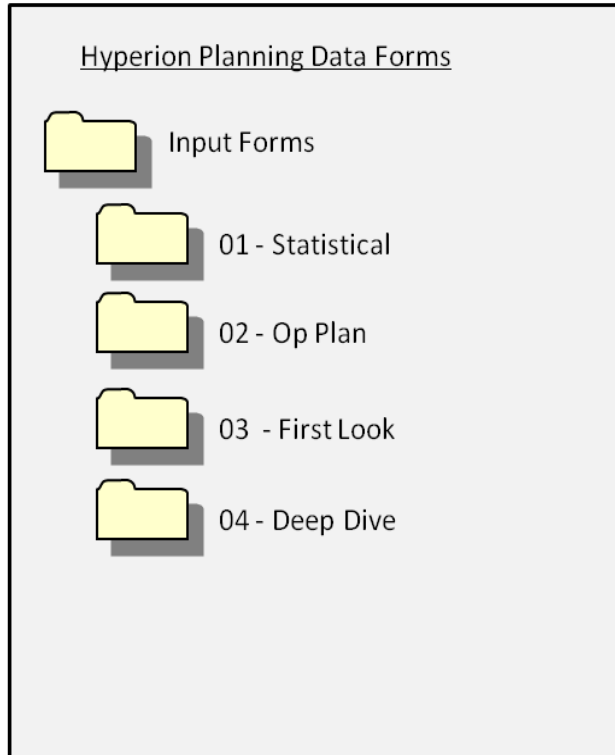 Hyperion Planning Data Forms
Input Forms
01 - Statistical
02 - Op Plan
03  - First Look
04 - Deep Dive